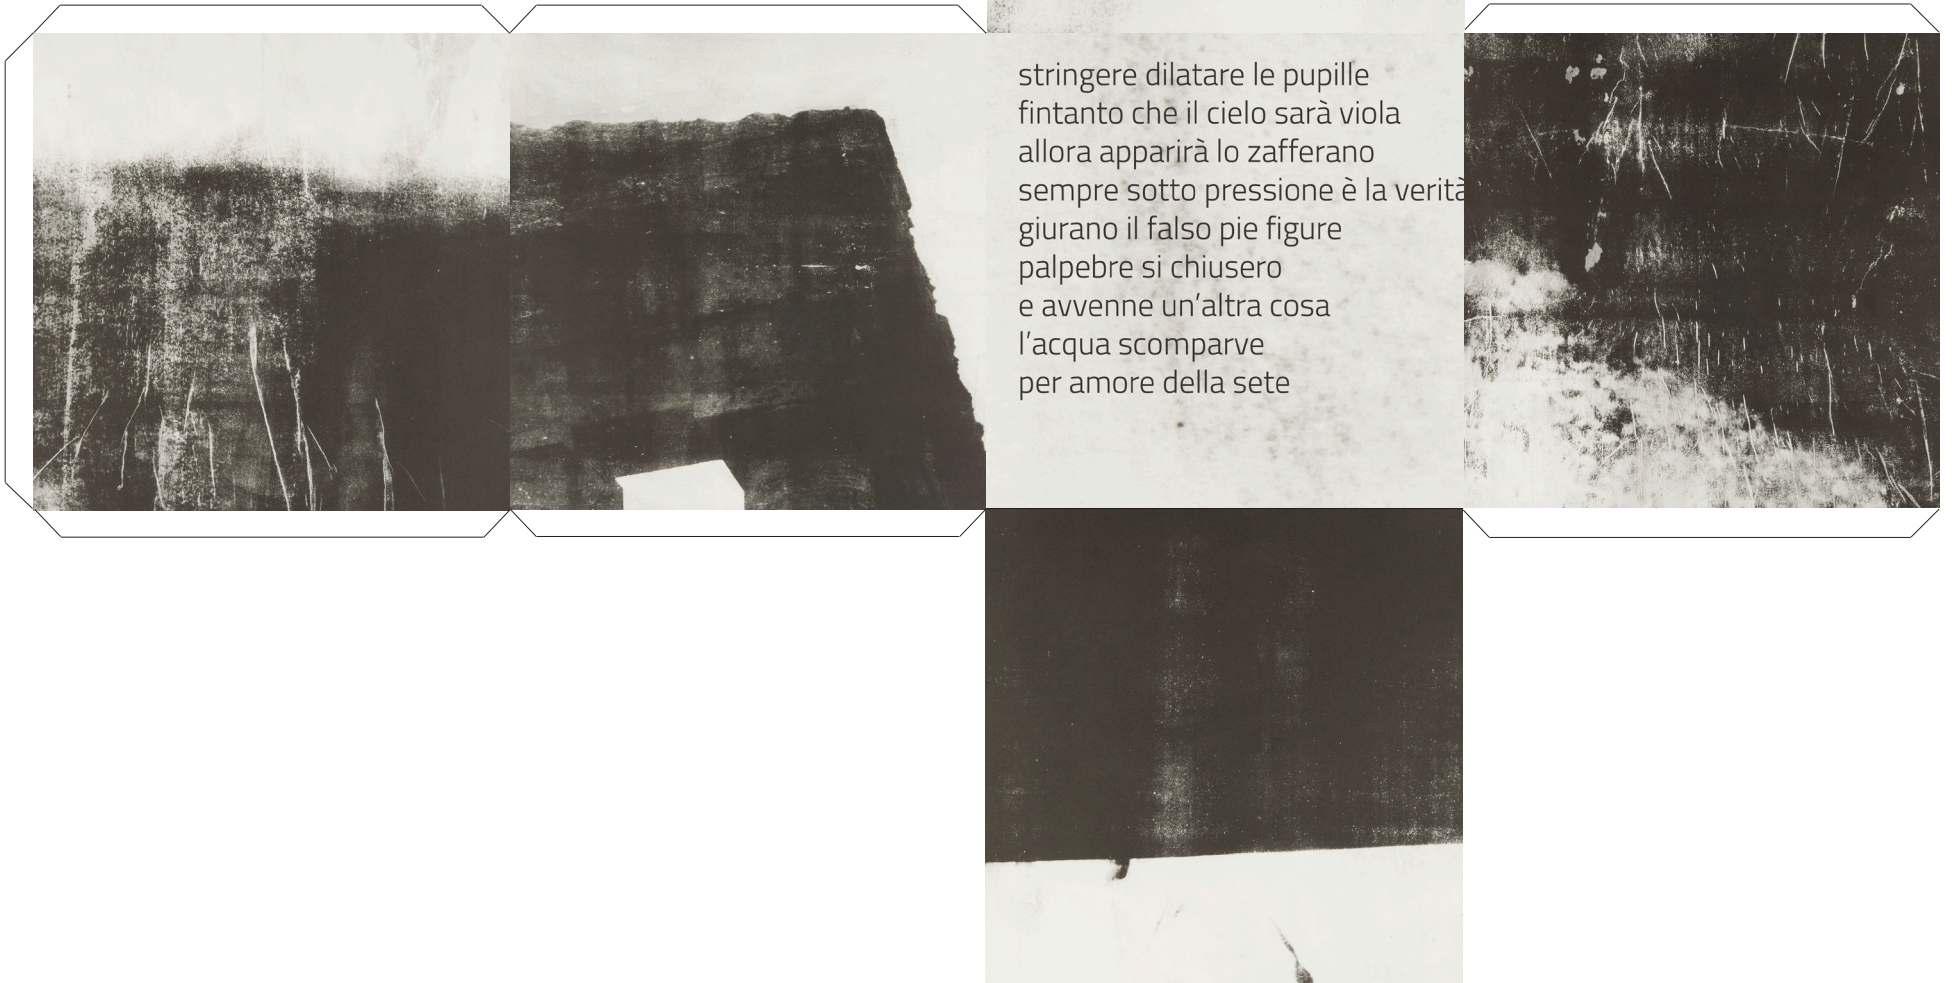 stringere dilatare le pupille
fintanto che il cielo sarà viola
allora apparirà lo zafferano
sempre sotto pressione è la verità
giurano il falso pie figure
palpebre si chiusero
e avvenne un’altra cosa
l’acqua scomparve
per amore della sete